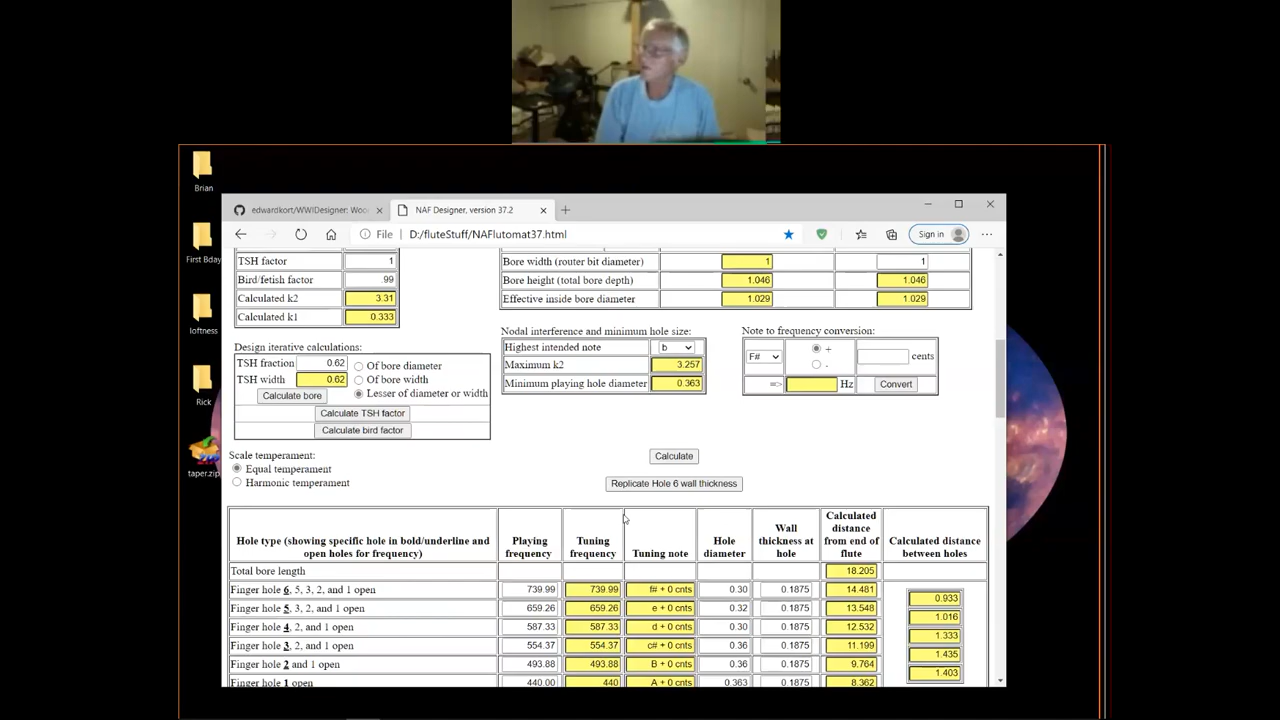 Brian
First Bday
loftness
Rick
taper.zip
edwardkort/WWIDesigner: Woo
NAF Designer, version 37.2
File D:/fluteStuff/NAFlutomat37.html Sign in
TSH factor 1
Bird/fetish factor .99
Calculated k2 3.31
Calculated k1 0.333
Bore width (router bit diameter) 1 1
Bore height (total bore depth) 1.046 1.046
Effective inside bore diameter 1.029 1.029
Design iterative calculations:
TSH fraction 0.62
TSH width 0.62
Of bore diameter
Of bore width
Lesser of diameter or width
Calculate bore
Calculate TSH factor
Calculate bird factor
Nodal interference and minimum hole size:
Highest intended note b
Maximum k2 3.257
Minimum playing hole diameter 0.363
Note to frequency conversion:
F# + - cents
=> Hz Convert
Scale temperament:
Equal temperament
Harmonic temperament
Calculate
Replicate Hole 6 wall thickness
Hole type (showing specific hole in bold/underline and open holes for frequency) Playing frequency Tuning frequency Tuning note Hole diameter Wall thickness at hole Calculated distance from end of flute Calculated distance between holes
Total bore length 18.205
Finger hole 6, 5, 3, 2, and 1 open 739.99 739.99 f# + 0 cnts 0.30 0.1875 14.481
0.933
Finger hole 5, 3, 2, and 1 open 659.26 659.26 e + 0 cnts 0.32 0.1875 13.548
1.016
Finger hole 4, 2, and 1 open 587.33 587.33 d + 0 cnts 0.30 0.1875 12.532
1.333
Finger hole 3, 2, and 1 open 554.37 554.37 c# + 0 cnts 0.36 0.1875 11.199
1.435
Finger hole 2 and 1 open 493.88 493.88 B + 0 cnts 0.36 0.1875 9.764
1.403
Finger hole 1 open 440.00 440 A + 0 cnts 0.363 0.1875 8.362